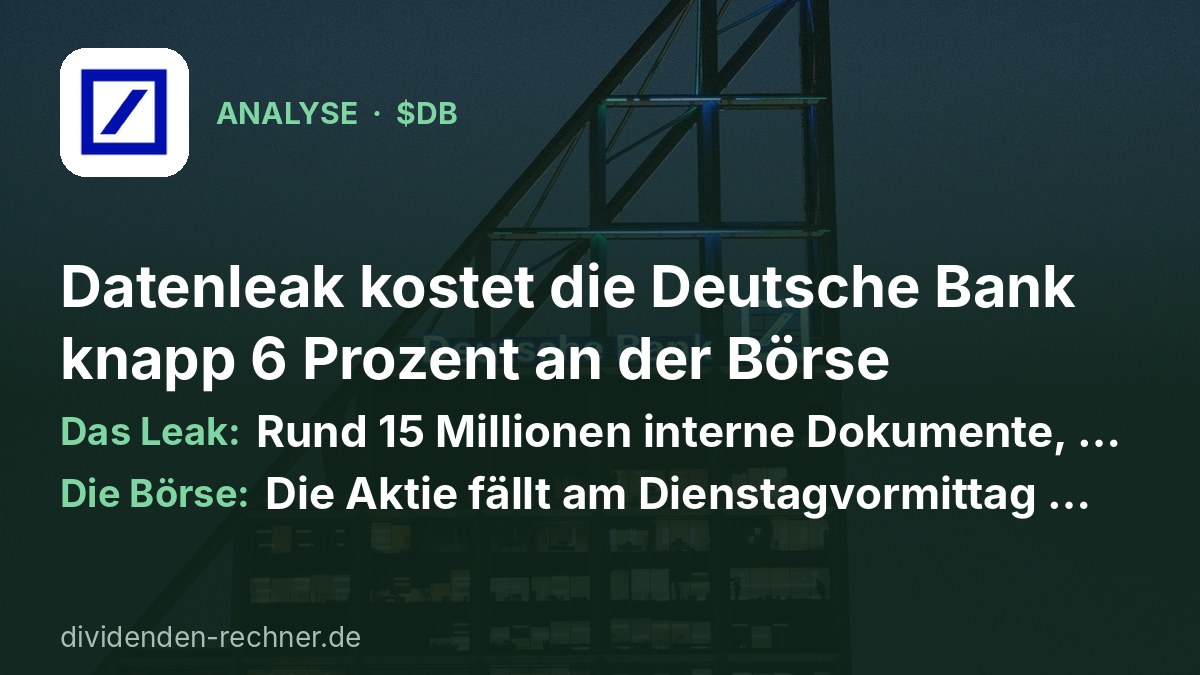 ANALYSE · $DB
Datenleak kostet die Deutsche Bank
knapp 6 Prozent an der Börse
Das Leak: Rund 15 Millionen interne Dokumente, …
Die Börse: Die Aktie fällt am Dienstagvormittag …
dividenden-rechner.de